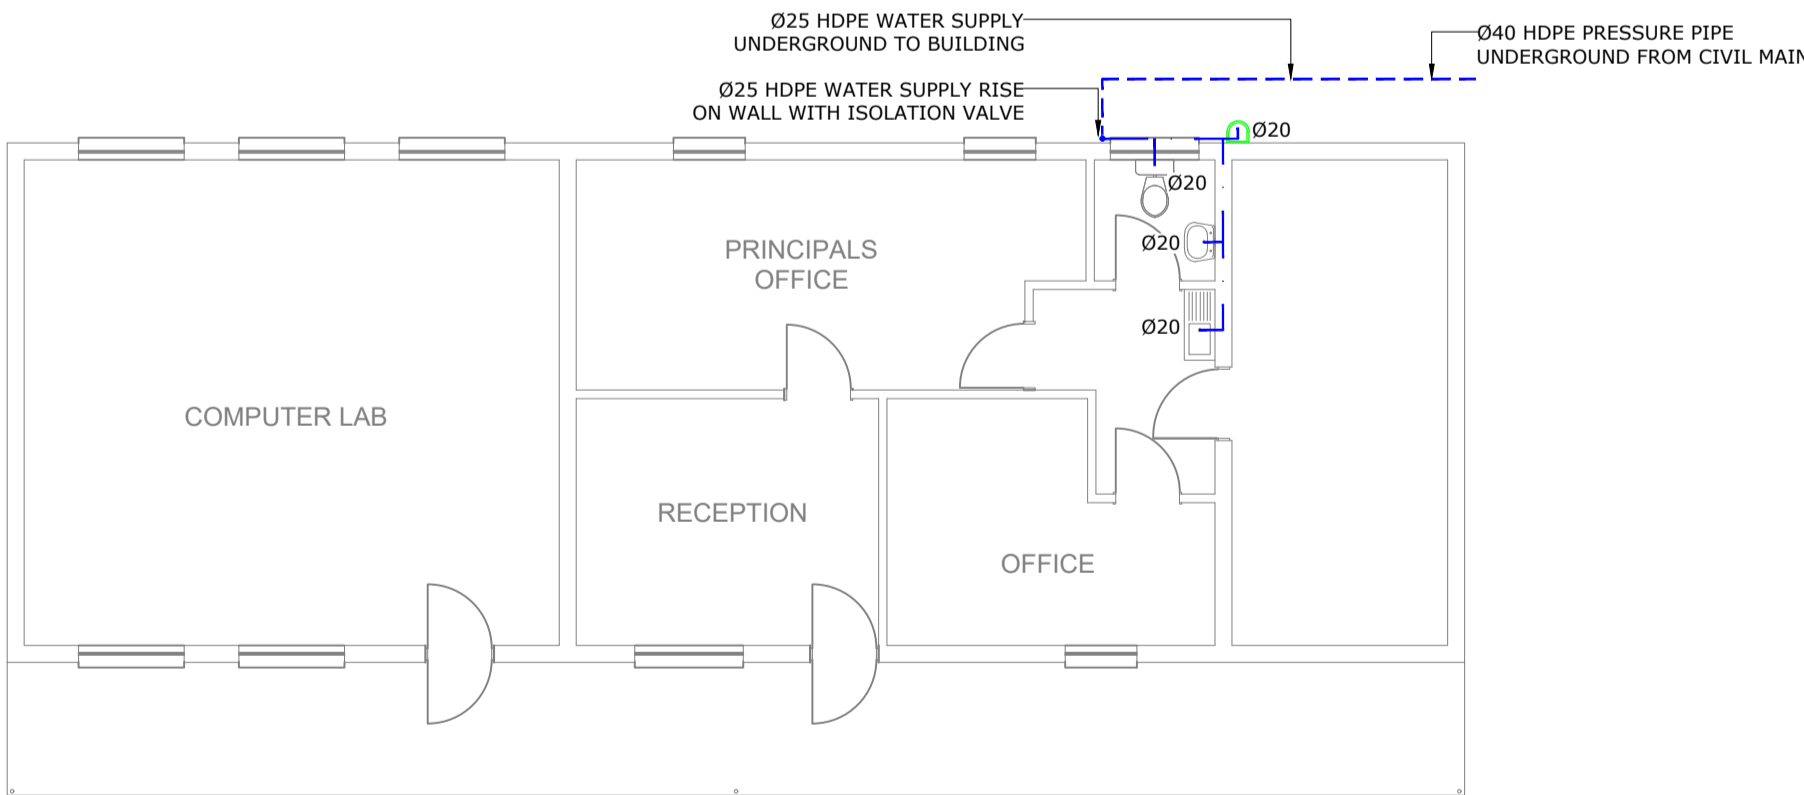 Ø25 HDPE WATER SUPPLY
UNDERGROUND TO BUILDING
Ø40 HDPE PRESSURE PIPE
UNDERGROUND FROM CIVIL MAIN
Ø25 HDPE WATER SUPPLY RISE
ON WALL WITH ISOLATION VALVE
Ø20
Ø20
Ø20
PRINCIPALS
OFFICE
Ø20
COMPUTER LAB
RECEPTION
OFFICE